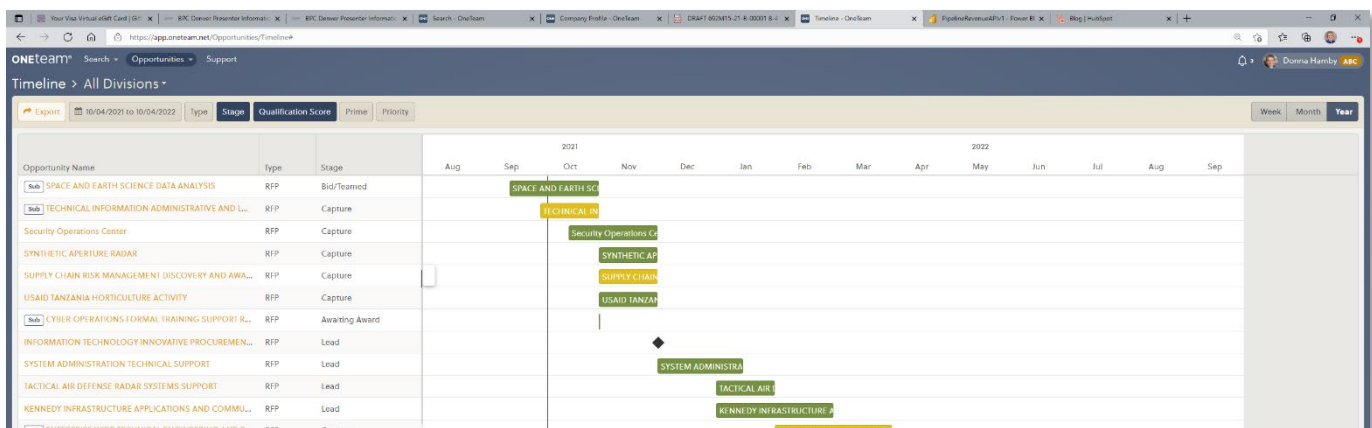 Your Visa Virtual eGift Card | Git
EPC Denver Presenter Informatic
EPC Denver Presenter Informatic
Search - OneTeam
Company Profile - OneTeam
DRAFT 602M15-21-R-00001 8-4
Timeline - OneTeam
PipelineRevenueAPIv1 - Power BI
Blog | HubSpot
https://app.oneteam.net/Opportunities/Timeline#
ONEteam Search Opportunities Support
Donna Hamby ABC
Timeline > All Divisions
Export 10/04/2021 to 10/04/2022 Type Stage Qualification Score Prime Priority Week Month Year
2021 2022
Opportunity Name Type Stage Aug Sep Oct Nov Dec Jan Feb Mar Apr May Jun Jul Aug Sep
Sub SPACE AND EARTH SCIENCE DATA ANALYSIS RFP Bid/Teamed SPACE AND EARTH SCI
Sub TECHNICAL INFORMATION ADMINISTRATIVE AND L... RFP Capture TECHNICAL IN
Security Operations Center RFP Capture Security Operations Ce
SYNTHETIC APERTURE RADAR RFP Capture SYNTHETIC AP
SUPPLY CHAIN RISK MANAGEMENT DISCOVERY AND AWA... RFP Capture SUPPLY CHAIN
USAID TANZANIA HORTICULTURE ACTIVITY RFP Capture USAID TANZAN
Sub CYBER OPERATIONS FORMAL TRAINING SUPPORT R... RFP Awaiting Award
INFORMATION TECHNOLOGY INNOVATIVE PROCUREMEN... RFP Lead
SYSTEM ADMINISTRATION TECHNICAL SUPPORT RFP Lead SYSTEM ADMINISTRA
TACTICAL AIR DEFENSE RADAR SYSTEMS SUPPORT RFP Lead TACTICAL AIR
KENNEDY INFRASTRUCTURE APPLICATIONS AND COMMU... RFP Lead KENNEDY INFRASTRUCTURE A